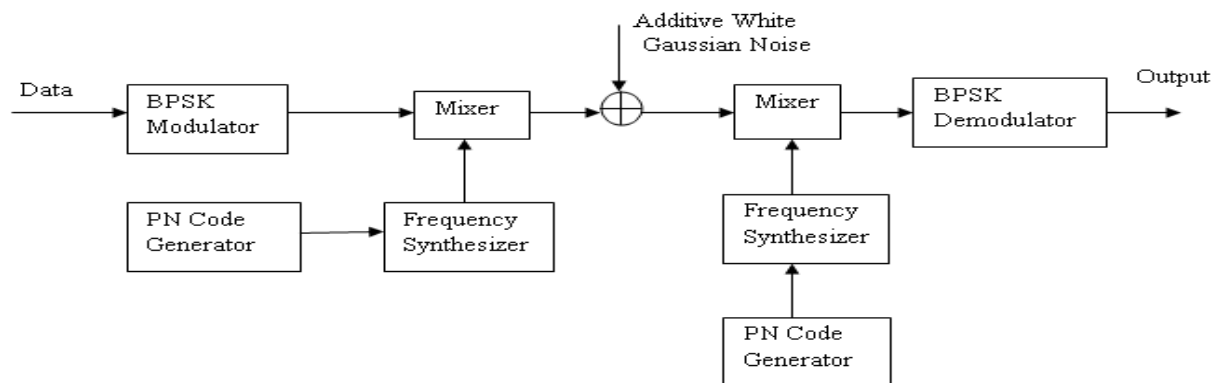 Additive White
Gaussian Noise
Data
BPSK
Modulator
Mixer
Mixer
BPSK
Demodulator
Output
PN Code
Generator
Frequency
Synthesizer
Frequency
Synthesizer
PN Code
Generator